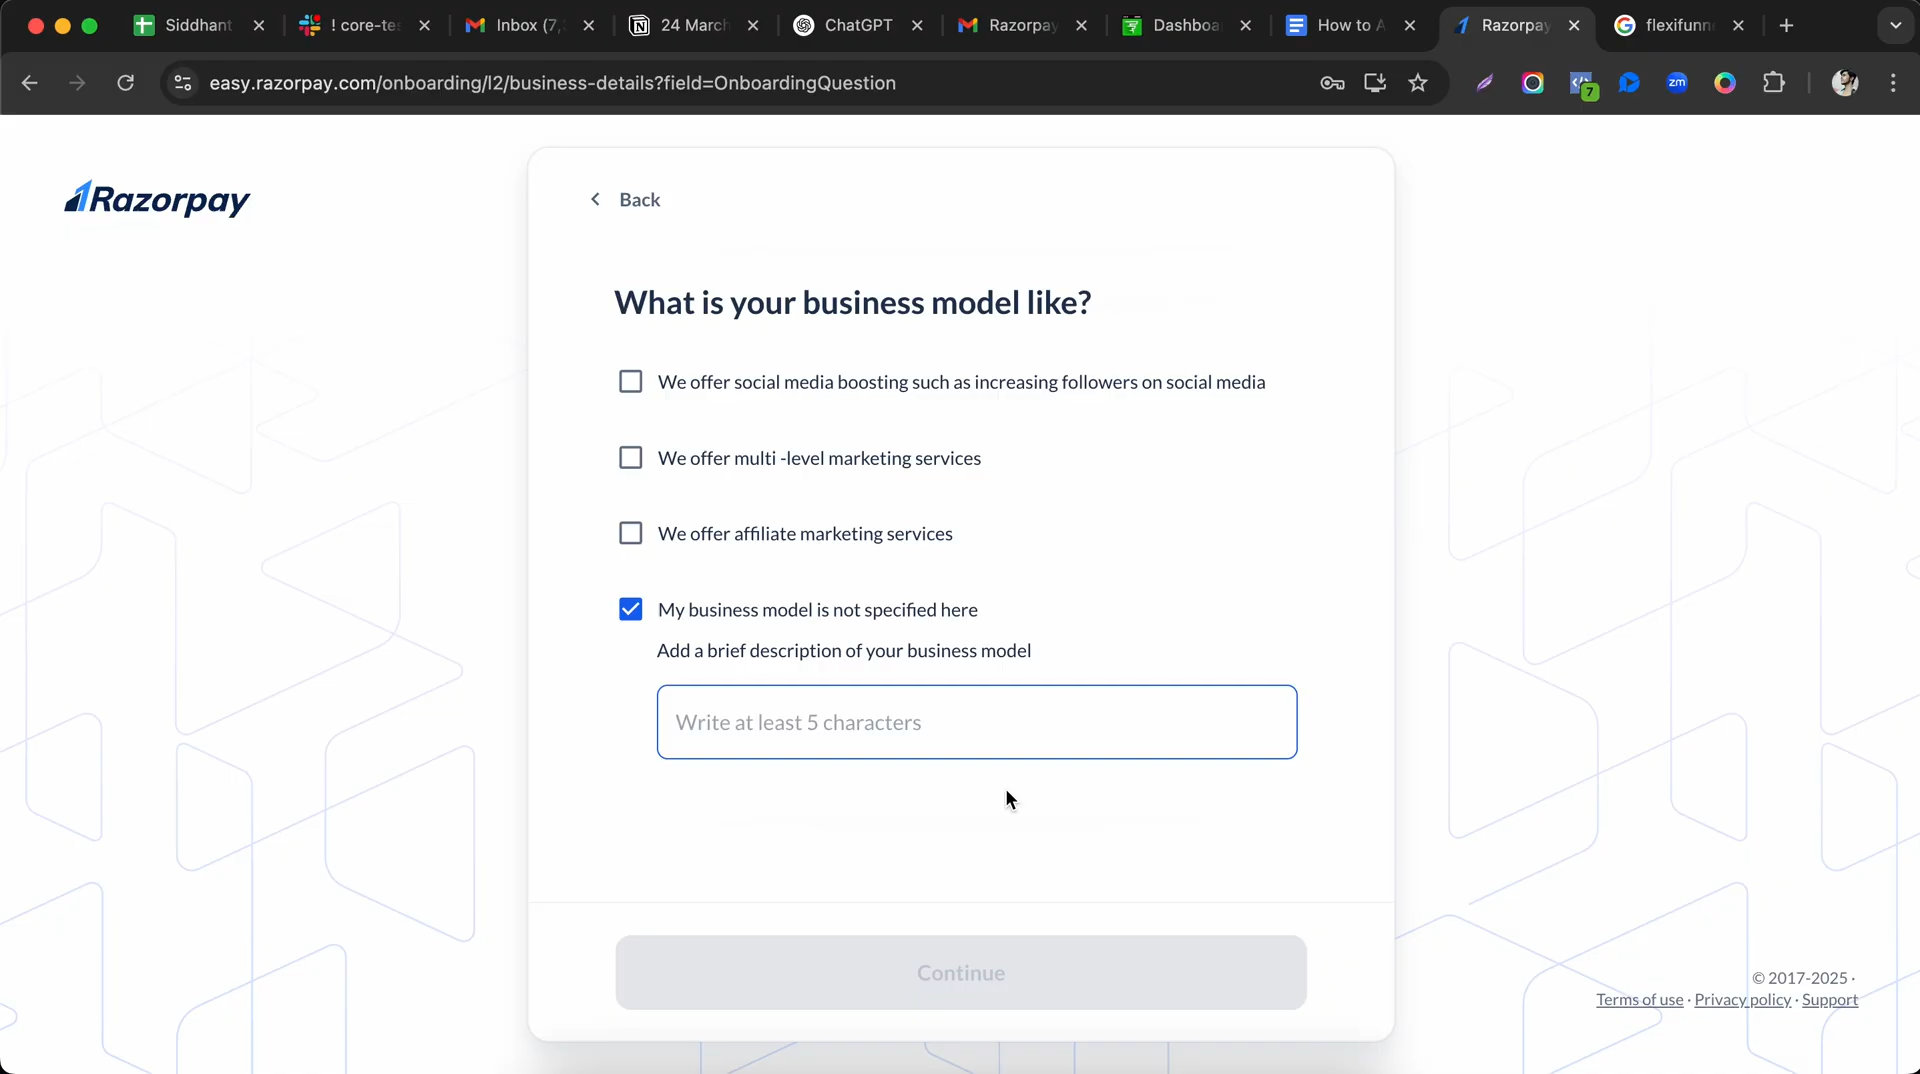 Siddhant
! core-te
Inbox (7,
24 March
ChatGPT
Razorpay
Dashboa
How to A
Razorpay
flexifunn
easy.razorpay.com/onboarding/l2/business-details?field=OnboardingQuestion
7
zm
Razorpay
Back
What is your business model like?
We offer social media boosting such as increasing followers on social media
We offer multi -level marketing services
We offer affiliate marketing services
My business model is not specified here
Add a brief description of your business model
Write at least 5 characters
Continue
© 2017-2025 ·
Terms of use · Privacy policy · Support